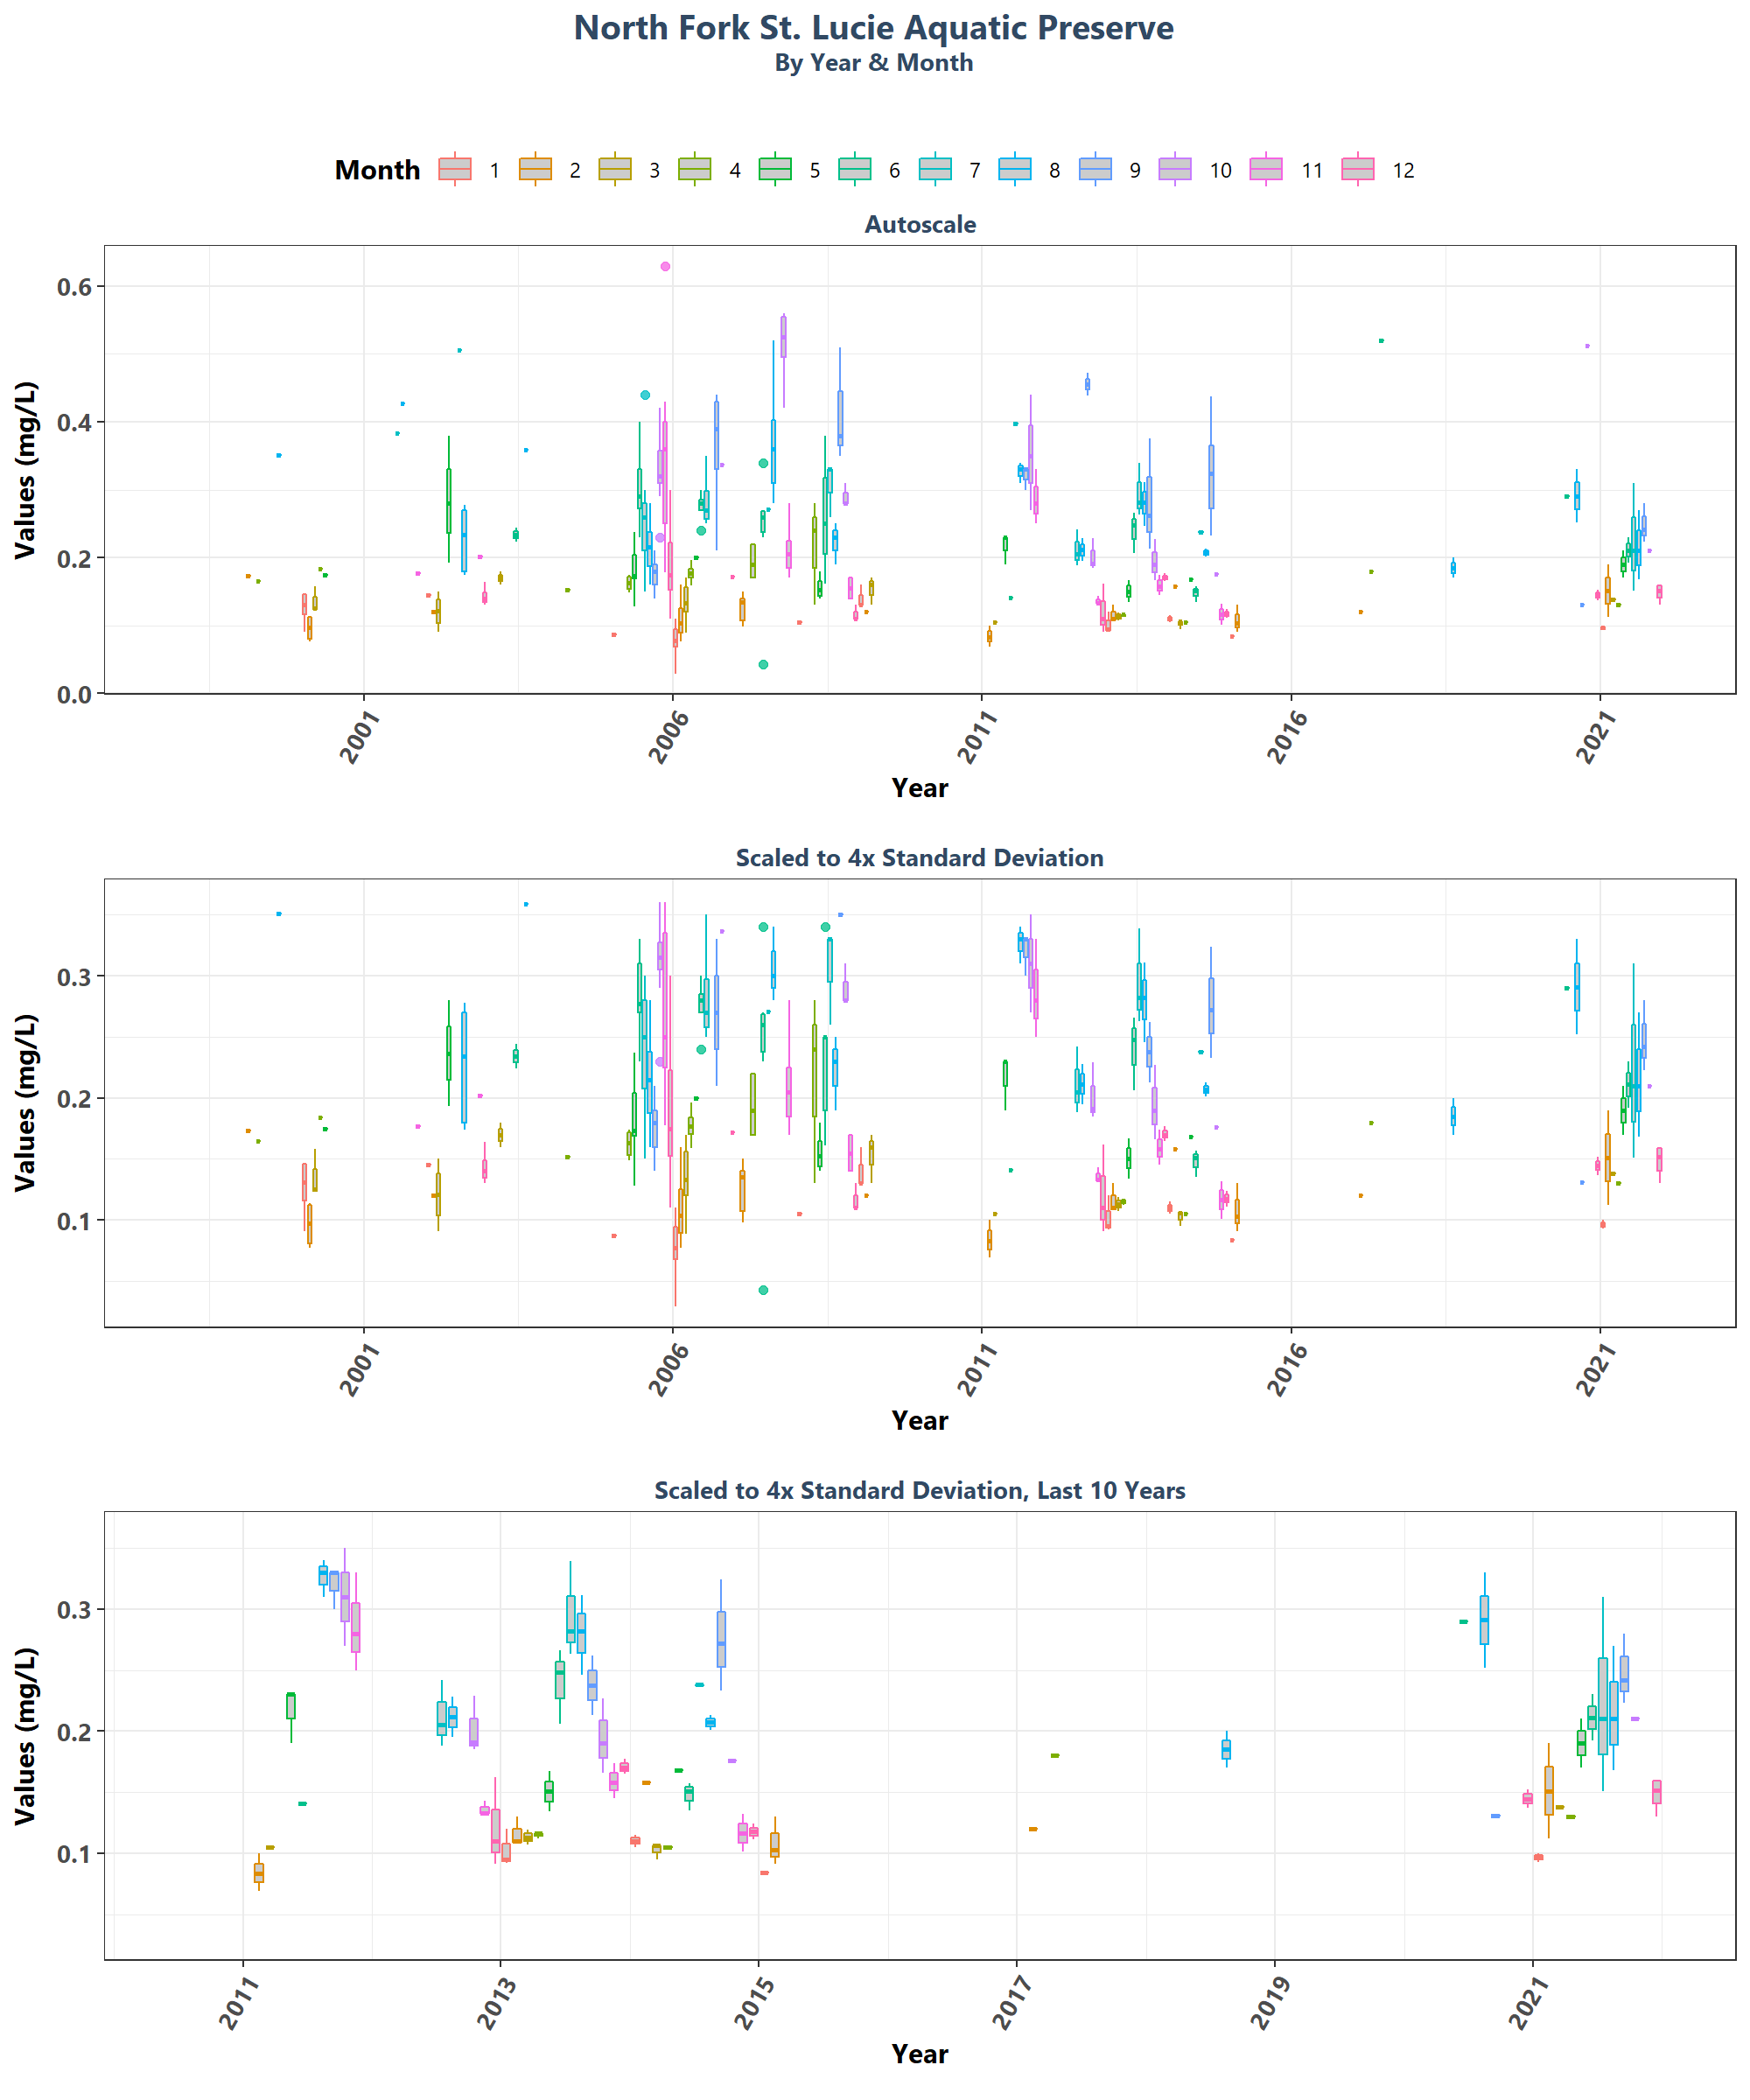 North Fork St. Lucie Aquatic Preserve
By Year & Month
Month 1 2 3 4 5 6 7 8 9 10 11 12
Autoscale
Values (mg/L)
0.6
0.4
0.2
0.0
2001 2006 2011 2016 2021
Year
Scaled to 4x Standard Deviation
Values (mg/L)
0.3
0.2
0.1
2001 2006 2011 2016 2021
Year
Scaled to 4x Standard Deviation, Last 10 Years
Values (mg/L)
0.3
0.2
0.1
2011 2013 2015 2017 2019 2021
Year